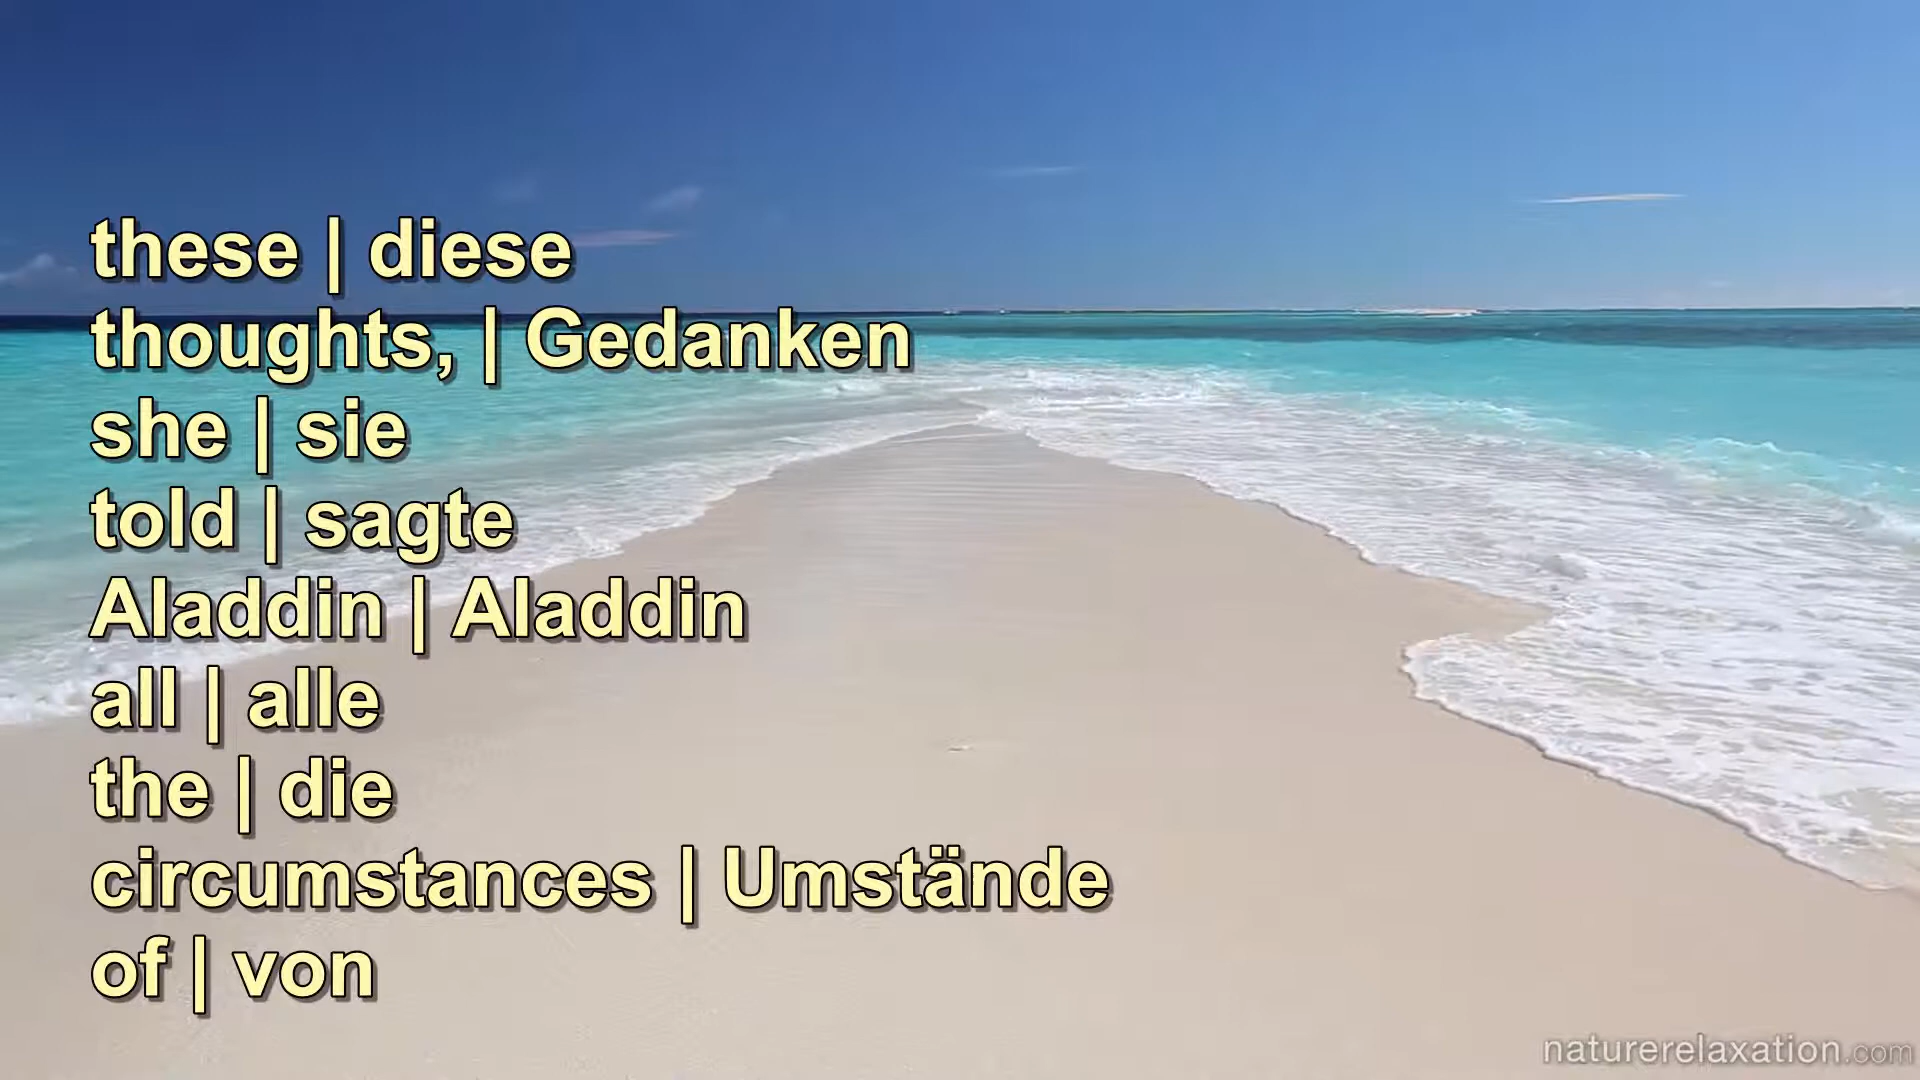 these | diese
thoughts, | Gedanken
she | sie
told | sagte
Aladdin | Aladdin
all | alle
the | die
circumstances | Umstände
of | von
naturerelaxation.com